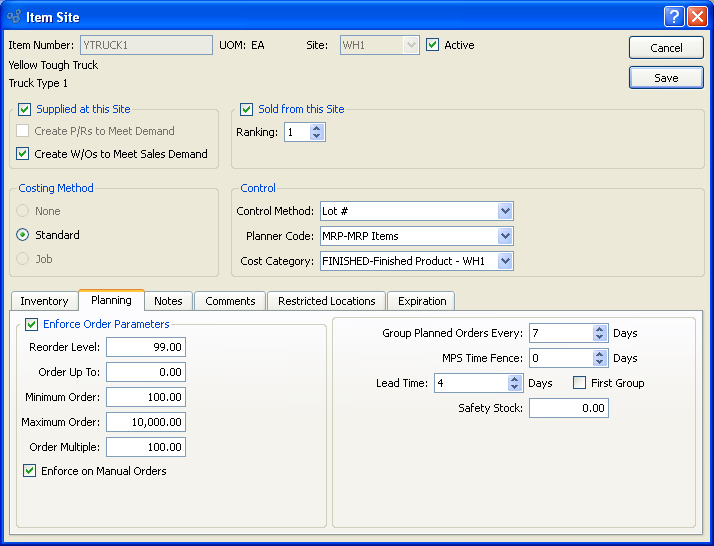 Item Site
Item Number: YTRUCK1 UOM: EA Site: WH1 Active
Cancel
Yellow Tough Truck
Truck Type 1
Save
Supplied at this Site
Create P/Rs to Meet Demand
Create W/Os to Meet Sales Demand
Sold from this Site
Ranking: 1
Costing Method
None
Standard
Job
Control
Control Method: Lot #
Planner Code: MRP-MRP Items
Cost Category: FINISHED-Finished Product - WH1
Inventory Planning Notes Comments Restricted Locations Expiration
Enforce Order Parameters
Reorder Level: 99.00
Order Up To: 0.00
Minimum Order: 100.00
Maximum Order: 10,000.00
Order Multiple: 100.00
Enforce on Manual Orders
Group Planned Orders Every: 7 Days
MPS Time Fence: 0 Days
Lead Time: 4 Days First Group
Safety Stock: 0.00